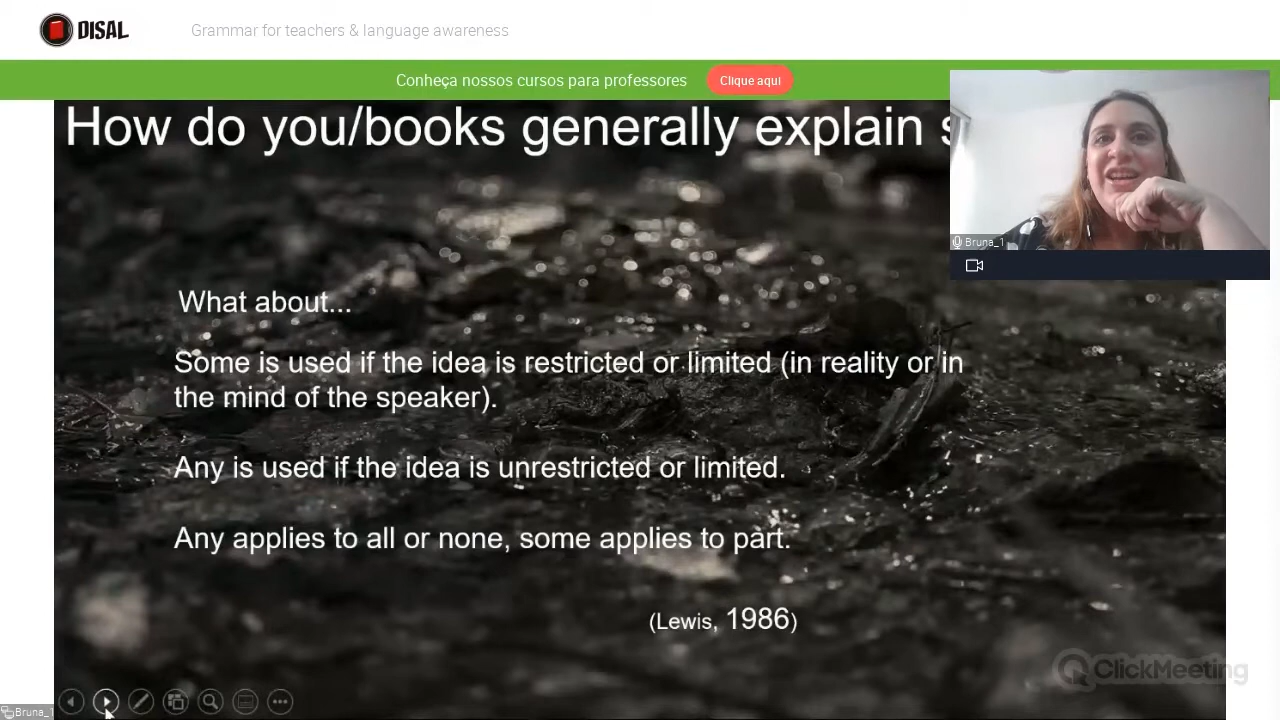 DISAL
Grammar for teachers & language awareness
Conheça nossos cursos para professores
Clique aqui
How do you/books generally explain s
Bruna_1
What about...
Some is used if the idea is restricted or limited (in reality or in
the mind of the speaker).
Any is used if the idea is unrestricted or limited.
Any applies to all or none, some applies to part.
(Lewis, 1986)
ClickMeeting
Bruna_1